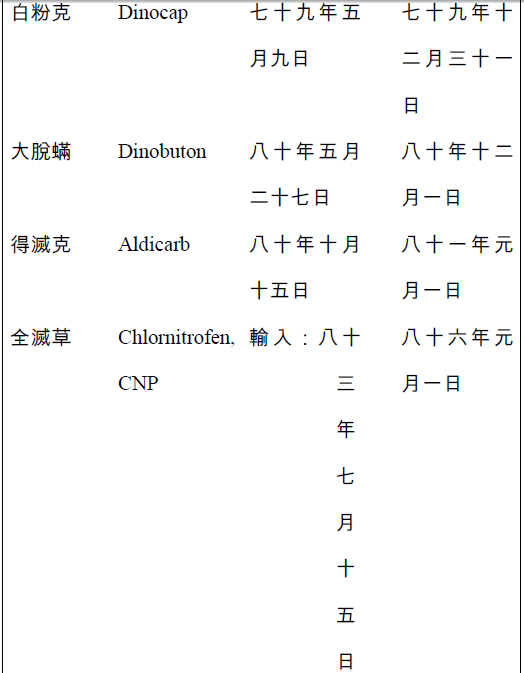 白粉克 Dinocap 七十九年五 七十九年十
月九日 二月三十一
日
大脫蟎 Dinobuton 八十年五月 八十年十二
二十七日 月一日
得滅克 Aldicarb 八十年十月 八十一年元
十五日 月一日
全滅草 Chlornitrofen, 輸入：八十 八十六年元
CNP 三 月一日
年
七
月
十
五
日